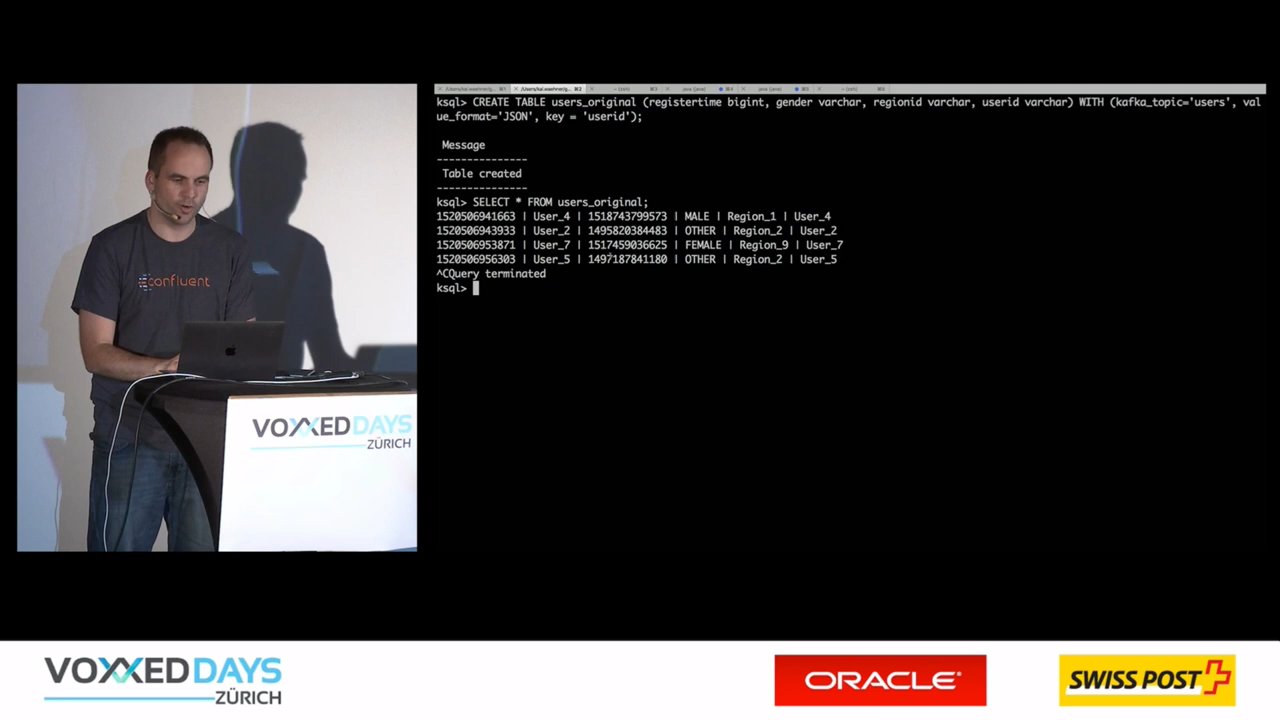 ksql> CREATE TABLE users_original (registertime bigint, gender varchar, regionid varchar, userid varchar) WITH (kafka_topic='users', val
ue_format='JSON', key = 'userid');
Message
---------------
Table created
---------------
ksql> SELECT * FROM users_original;
1520506941663 | User_4 | 1518743799573 | MALE | Region_1 | User_4
1520506943933 | User_2 | 1495820384483 | OTHER | Region_2 | User_2
1520506953871 | User_7 | 1517459036625 | FEMALE | Region_9 | User_7
1520506956303 | User_5 | 1497187841180 | OTHER | Region_2 | User_5
^CQuery terminated
ksql>
confluent
VOXXED DAYS
ZÜRICH
VOXXED DAYS
ZÜRICH
ORACLE®
SWISS POST